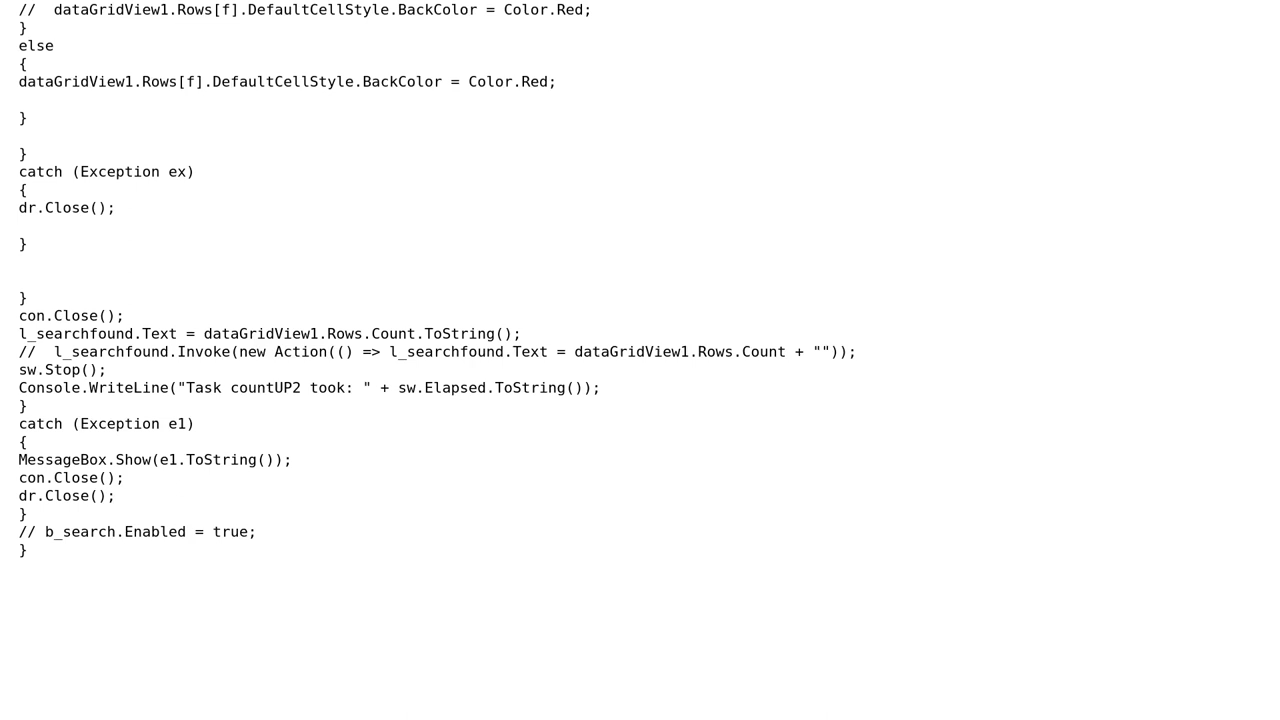 //  dataGridView1.Rows[f].DefaultCellStyle.BackColor = Color.Red;
}
else
{
dataGridView1.Rows[f].DefaultCellStyle.BackColor = Color.Red;
}
}
catch (Exception ex)
{
dr.Close();
}
}
con.Close();
l_searchfound.Text = dataGridView1.Rows.Count.ToString();
//  l_searchfound.Invoke(new Action(() => l_searchfound.Text = dataGridView1.Rows.Count + ""));
sw.Stop();
Console.WriteLine("Task countUP2 took: " + sw.Elapsed.ToString());
}
catch (Exception e1)
{
MessageBox.Show(e1.ToString());
con.Close();
dr.Close();
}
// b_search.Enabled = true;
}